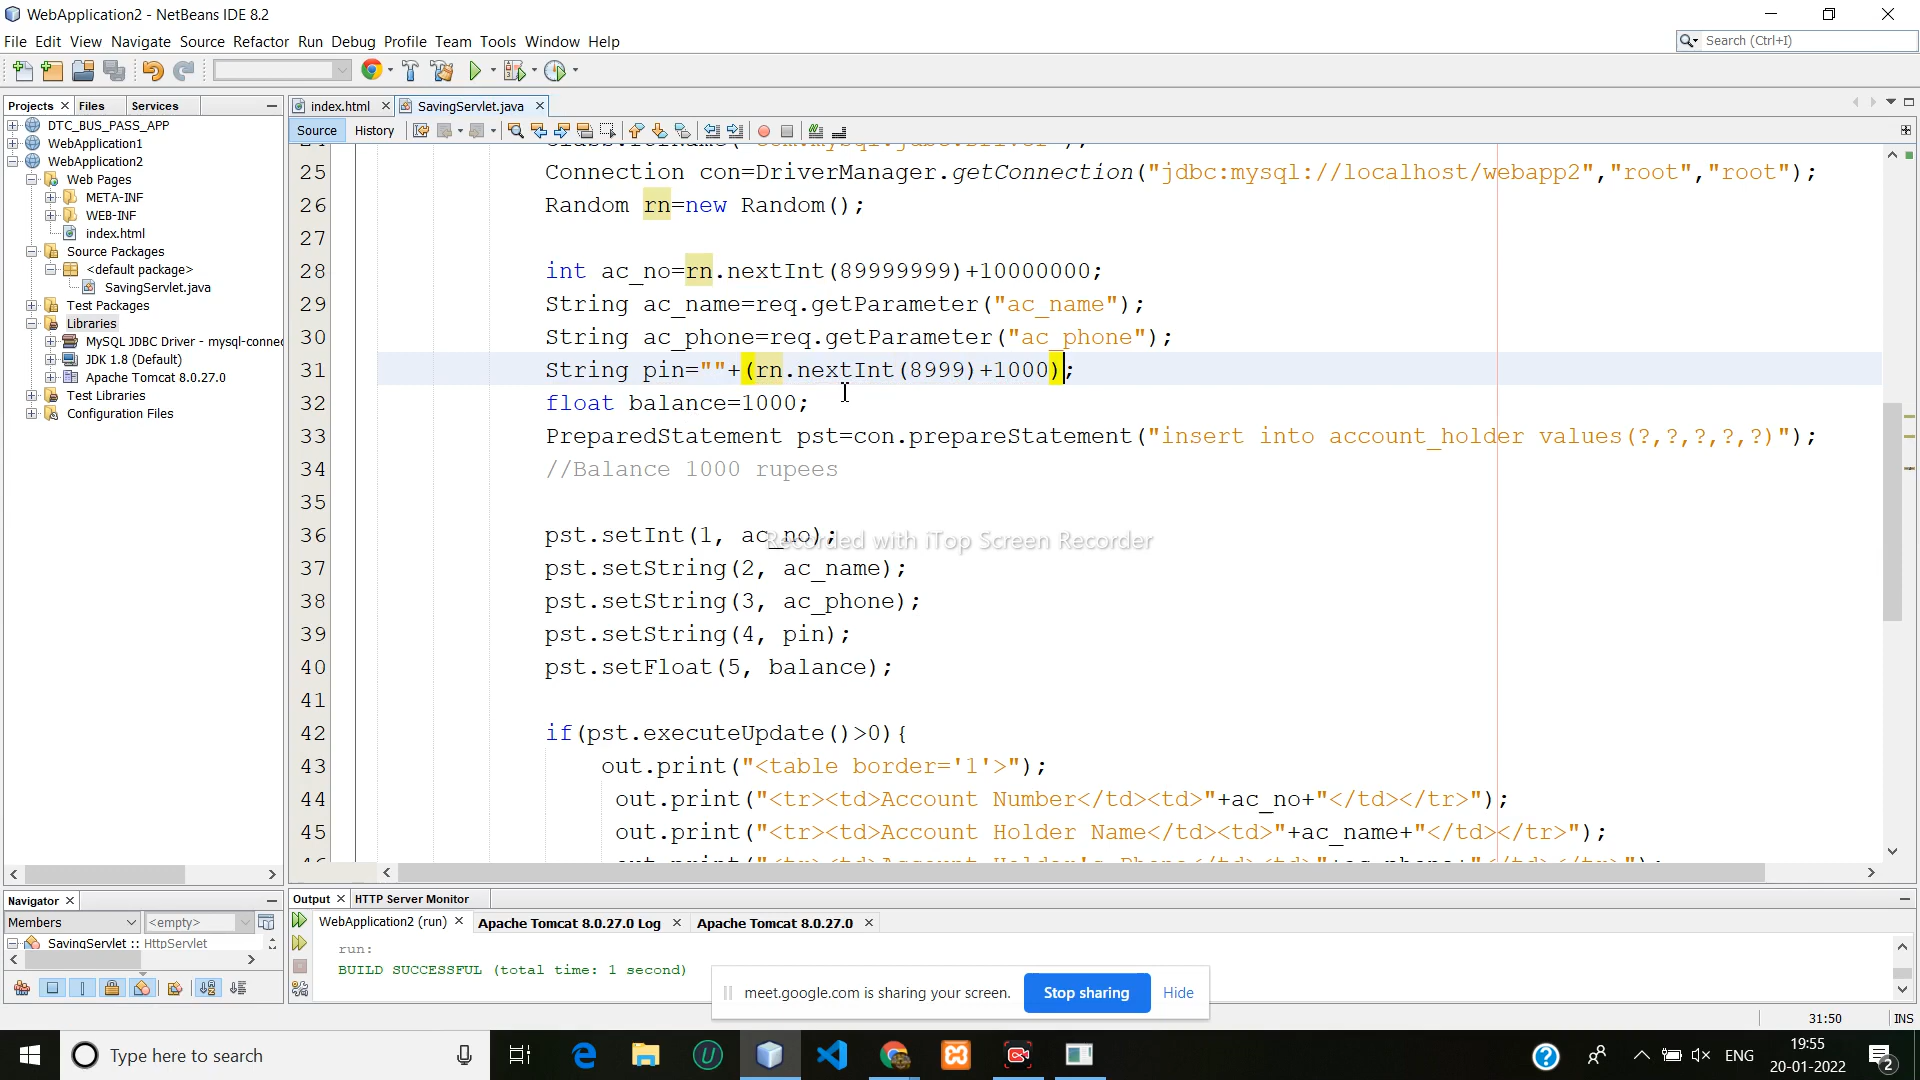 WebApplication2 - NetBeans IDE 8.2
File Edit View Navigate Source Refactor Run Debug Profile Team Tools Window Help
Search (Ctrl+I)
Projects Files Services
index.html SavingServlet.java
Source History
DTC_BUS_PASS_APP
WebApplication1
WebApplication2
Web Pages
META-INF
WEB-INF
index.html
Source Packages
<default package>
SavingServlet.java
Test Packages
Libraries
MySQL JDBC Driver - mysql-connec
JDK 1.8 (Default)
Apache Tomcat 8.0.27.0
Test Libraries
Configuration Files
25 Connection con=DriverManager.getConnection("jdbc:mysql://localhost/webapp2","root","root");
26 Random rn=new Random();
27
28 int ac_no=rn.nextInt(89999999)+10000000;
29 String ac_name=req.getParameter("ac_name");
30 String ac_phone=req.getParameter("ac_phone");
31 String pin=""+(rn.nextInt(8999)+1000);
32 float balance=1000;
33 PreparedStatement pst=con.prepareStatement("insert into account_holder values(?,?,?,?,?)");
34 //Balance 1000 rupees
35
36 pst.setInt(1, ac_no);
Recorded with iTop Screen Recorder
37 pst.setString(2, ac_name);
38 pst.setString(3, ac_phone);
39 pst.setString(4, pin);
40 pst.setFloat(5, balance);
41
42 if(pst.executeUpdate()>0){
43 out.print("<table border='1'>");
44 out.print("<tr><td>Account Number</td><td>"+ac_no+"</td></tr>");
45 out.print("<tr><td>Account Holder Name</td><td>"+ac_name+"</td></tr>");
Navigator
Members <empty>
SavingServlet :: HttpServlet
Output HTTP Server Monitor
WebApplication2 (run) Apache Tomcat 8.0.27.0 Log Apache Tomcat 8.0.27.0
run:
BUILD SUCCESSFUL (total time: 1 second)
meet.google.com is sharing your screen. Stop sharing Hide
31:50 INS
Type here to search
ENG
19:55
20-01-2022
2